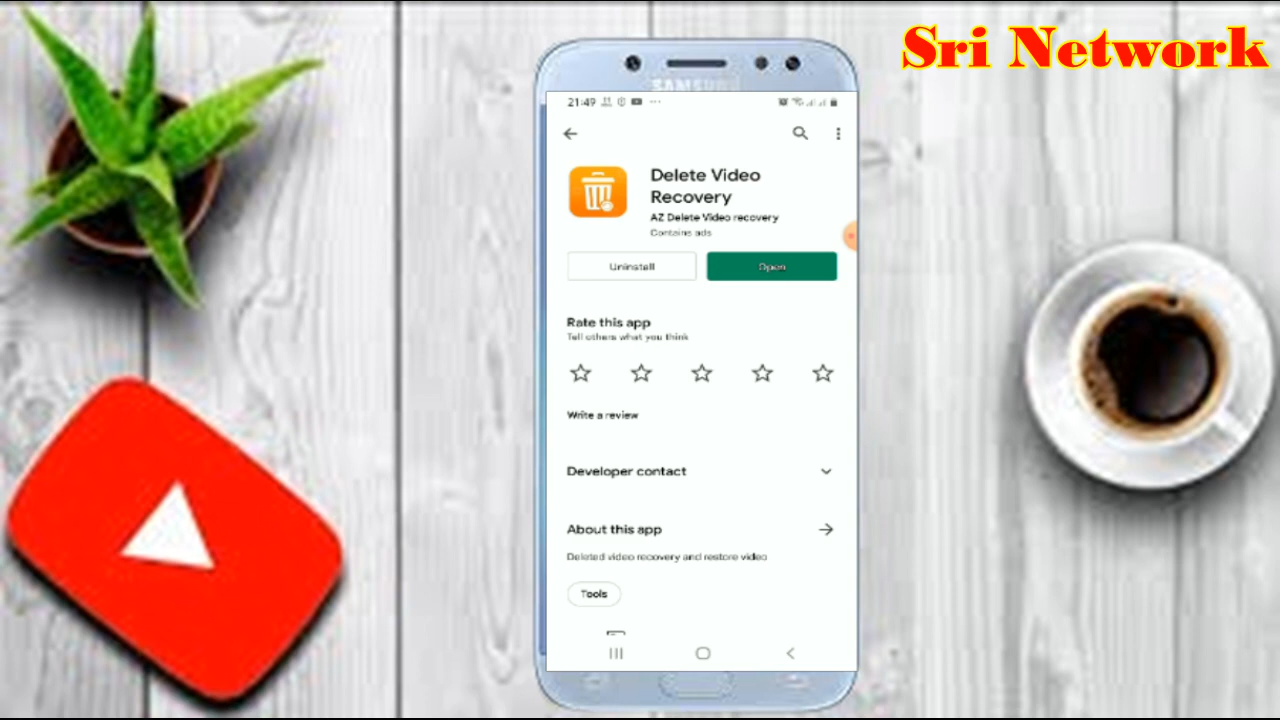 Sri Network
SAMSUNG
21:49
Delete Video
Recovery
AZ Delete Video recovery
Contains ads
Uninstall
Open
Rate this app
Tell others what you think
Write a review
Developer contact
About this app
Deleted video recovery and restore video
Tools